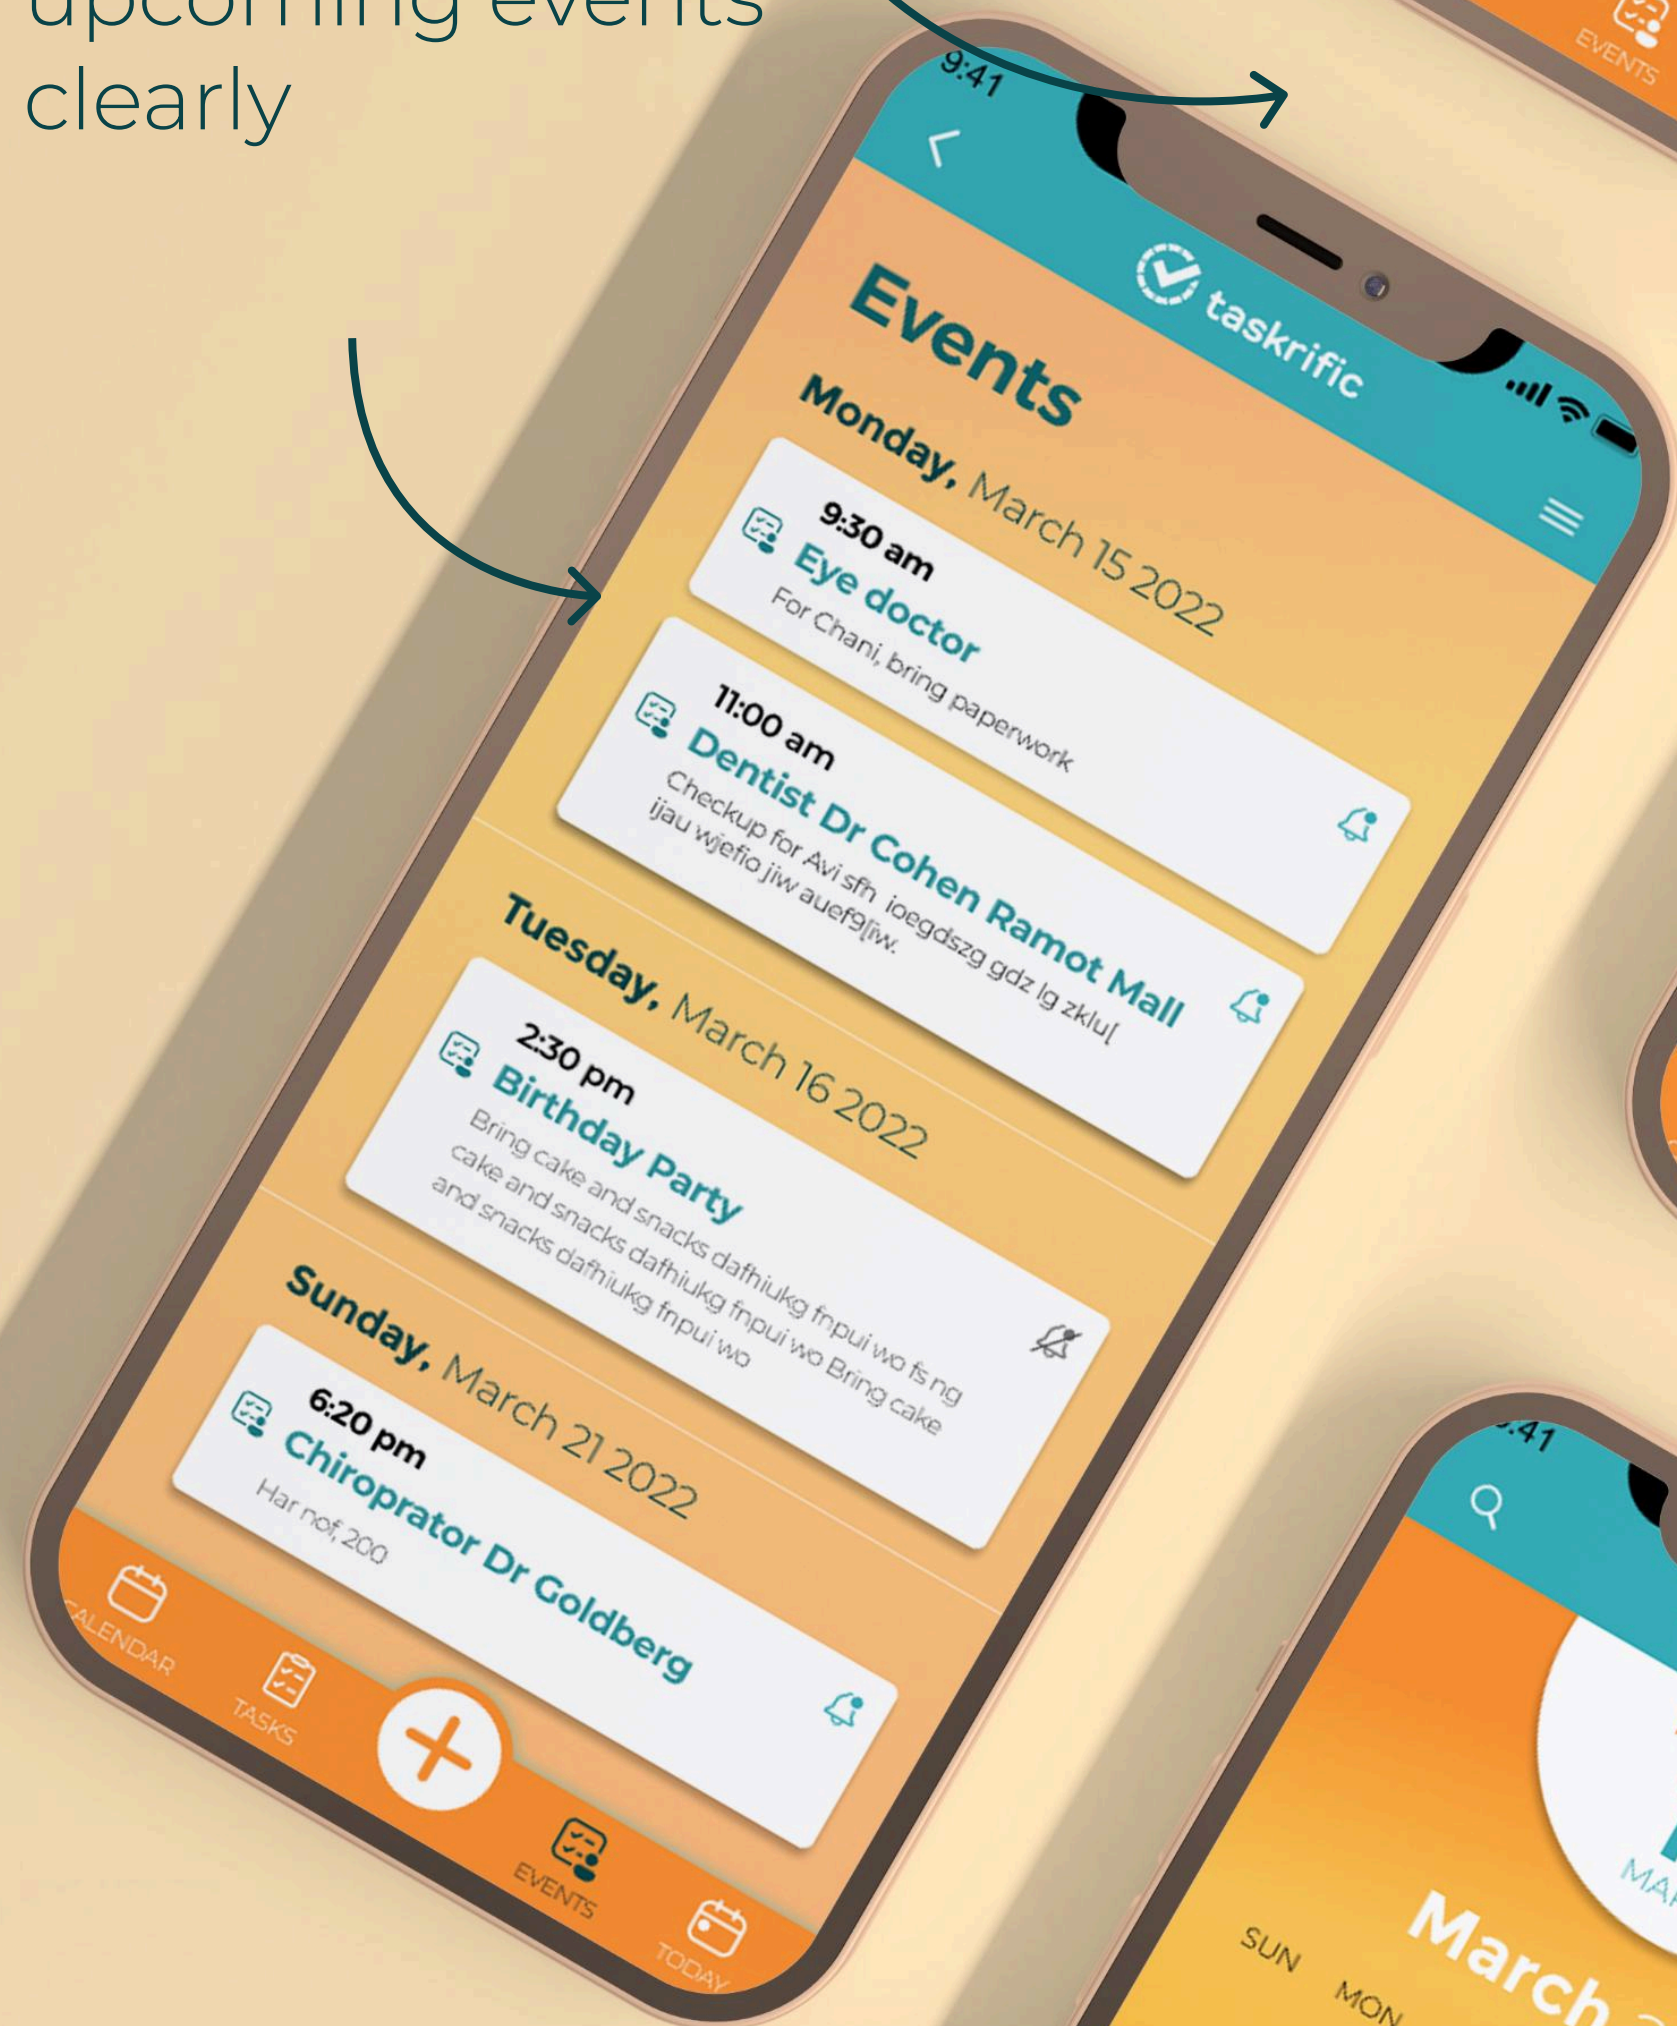 upcoming events
clearly
EVENTS
9:41
taskrific
Events
Monday, March 15 2022
9:30 am
Eye doctor
For Chani, bring paperwork
11:00 am
Dentist Dr Cohen Ramot Mall
Checkup for Avi sfh ioegdszg gdz lg zklu[
ijau wjefio jiw auef9[iw.
Tuesday, March 16 2022
2:30 pm
Birthday Party
Bring cake and snacks dafhiukg fnpui wo fs ng
cake and snacks dafhiukg fnpui wo Bring cake
and snacks dafhiukg fnpui wo
Sunday, March 21 2022
6:20 pm
Chiroprator Dr Goldberg
Har nof, 200
CALENDAR
TASKS
EVENTS
TODAY
:41
March
SUN
MON